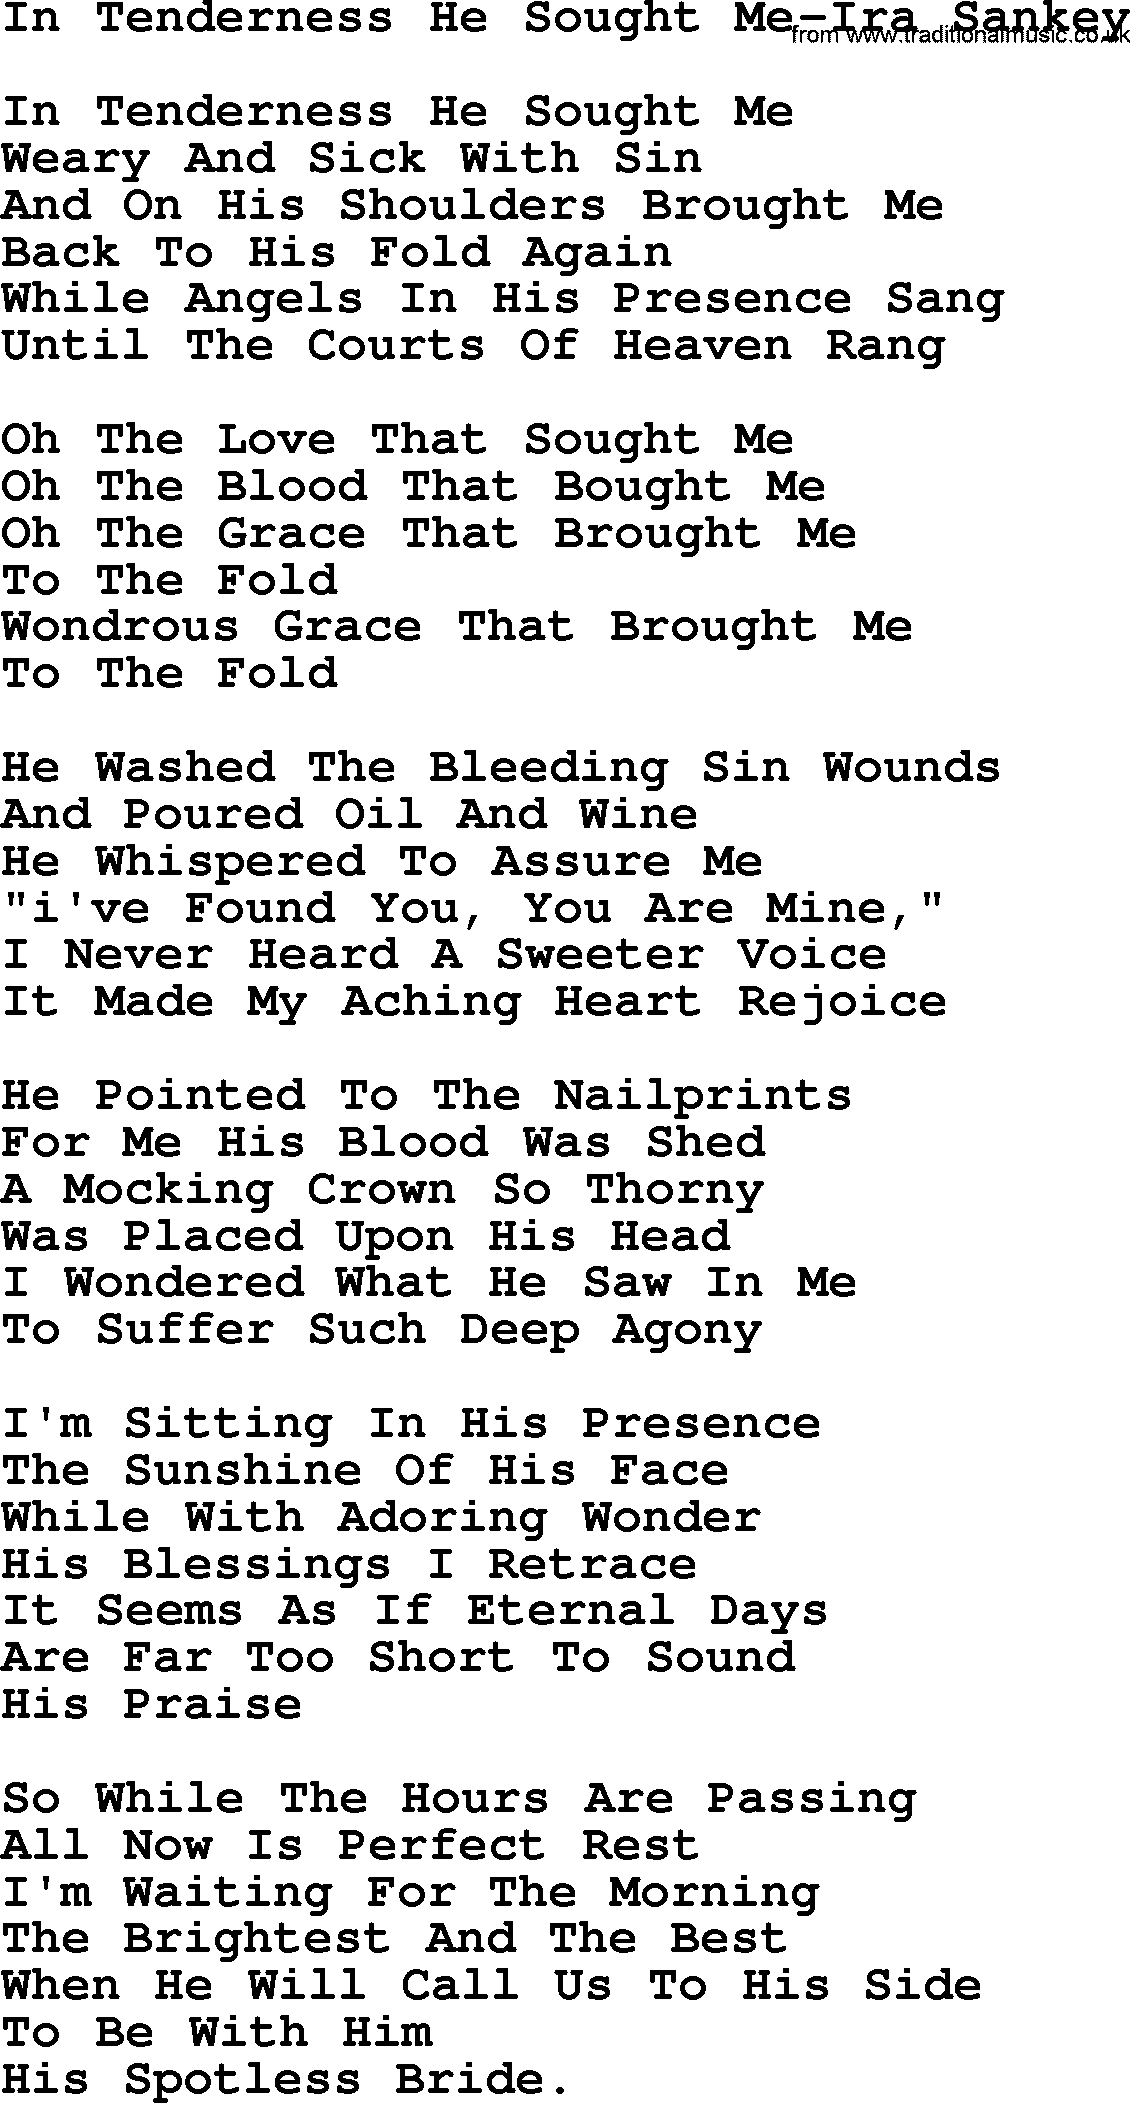 In Tenderness He Sought Me-Ira Sankey
from www.traditionalmusic.co.uk
In Tenderness He Sought Me
Weary And Sick With Sin
And On His Shoulders Brought Me
Back To His Fold Again
While Angels In His Presence Sang
Until The Courts Of Heaven Rang
Oh The Love That Sought Me
Oh The Blood That Bought Me
Oh The Grace That Brought Me
To The Fold
Wondrous Grace That Brought Me
To The Fold
He Washed The Bleeding Sin Wounds
And Poured Oil And Wine
He Whispered To Assure Me
"i've Found You, You Are Mine,"
I Never Heard A Sweeter Voice
It Made My Aching Heart Rejoice
He Pointed To The Nailprints
For Me His Blood Was Shed
A Mocking Crown So Thorny
Was Placed Upon His Head
I Wondered What He Saw In Me
To Suffer Such Deep Agony
I'm Sitting In His Presence
The Sunshine Of His Face
While With Adoring Wonder
His Blessings I Retrace
It Seems As If Eternal Days
Are Far Too Short To Sound
His Praise
So While The Hours Are Passing
All Now Is Perfect Rest
I'm Waiting For The Morning
The Brightest And The Best
When He Will Call Us To His Side
To Be With Him
His Spotless Bride.